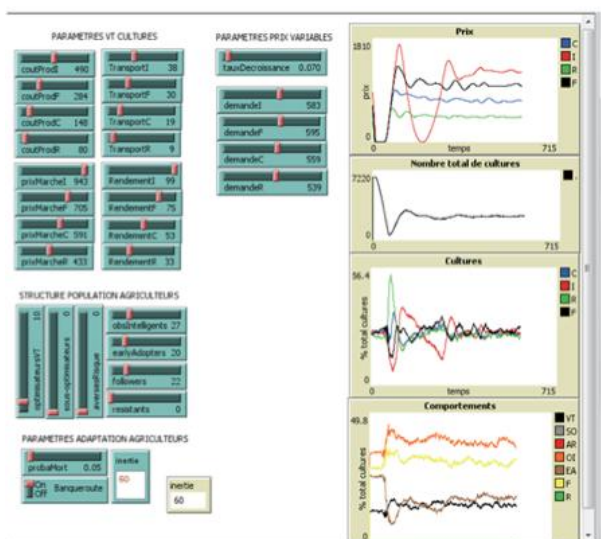 PARAMETRES VT CULTURES
coutProdI 490
TransportI 38
coutProdF 284
TransportF 30
coutProdC 148
TransportC 19
coutProdR 80
TransportR 9
prixMarcheI 943
RendementI 99
prixMarcheF 705
RendementF 75
prixMarcheC 591
RendementC 53
prixMarcheR 433
RendementR 33
PARAMETRES PRIX VARIABLES
tauxDecroissance 0.070
demandeI 583
demandeF 595
demandeC 559
demandeR 539
STRUCTURE POPULATION AGRICULTEURS
optimisateursVT 10
sous-optimisateurs 0
averseRisque 0
obsIntelligents 27
earlyAdopters 20
followers 22
resistants 0
PARAMETRES ADAPTATION AGRICULTEURS
probaMort 0.05
On
Off
Banqueroute
inertie
60
inertie
60
Prix
1810
prix
0
0
temps
715
C
I
R
F
Nombre total de cultures
7220
0
0
715
Cultures
56.4
% total cultures
0
0
temps
715
C
I
R
F
Comportements
49.8
% total cultures
0
VT
SO
AR
OI
EA
F
R